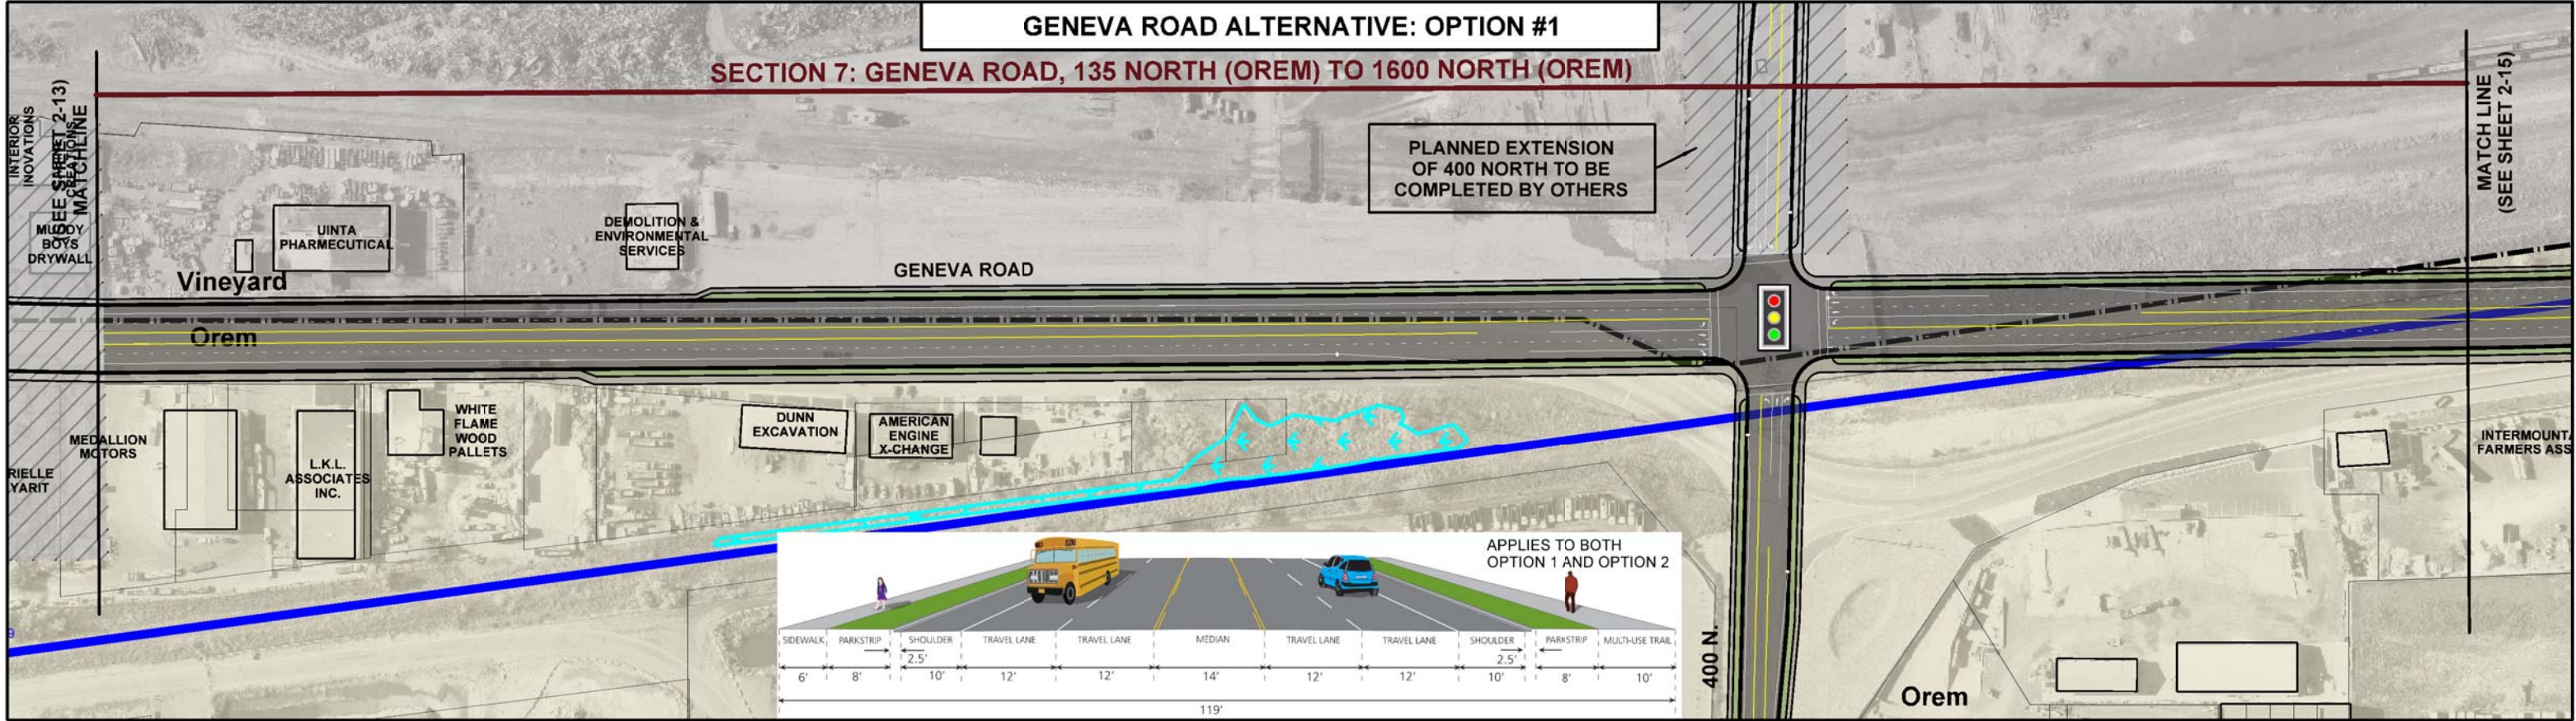 GENEVA ROAD ALTERNATIVE: OPTION #1
SECTION 7: GENEVA ROAD, 135 NORTH (OREM) TO 1600 NORTH (OREM)
INTERIOR
INOVATIONS
(SEE SHEET 2-13)
CREATIONS
MATCHLINE
MUDDY
BOYS
DRYWALL
UINTA
PHARMECUTICAL
DEMOLITION &
ENVIRONMENTAL
SERVICES
PLANNED EXTENSION
OF 400 NORTH TO BE
COMPLETED BY OTHERS
MATCH LINE
(SEE SHEET 2-15)
Vineyard
GENEVA ROAD
Orem
MEDALLION
MOTORS
RIELLE
YARIT
L.K.L.
ASSOCIATES
INC.
WHITE
FLAME
WOOD
PALLETS
DUNN
EXCAVATION
AMERICAN
ENGINE
X-CHANGE
INTERMOUNTA
FARMERS ASS
APPLIES TO BOTH
OPTION 1 AND OPTION 2
SIDEWALK PARKSTRIP SHOULDER TRAVEL LANE TRAVEL LANE MEDIAN TRAVEL LANE TRAVEL LANE SHOULDER PARKSTRIP MULTI-USE TRAIL
2.5' 2.5'
6' 8' 10' 12' 12' 14' 12' 12' 10' 8' 10'
119'
400 N.
Orem
9